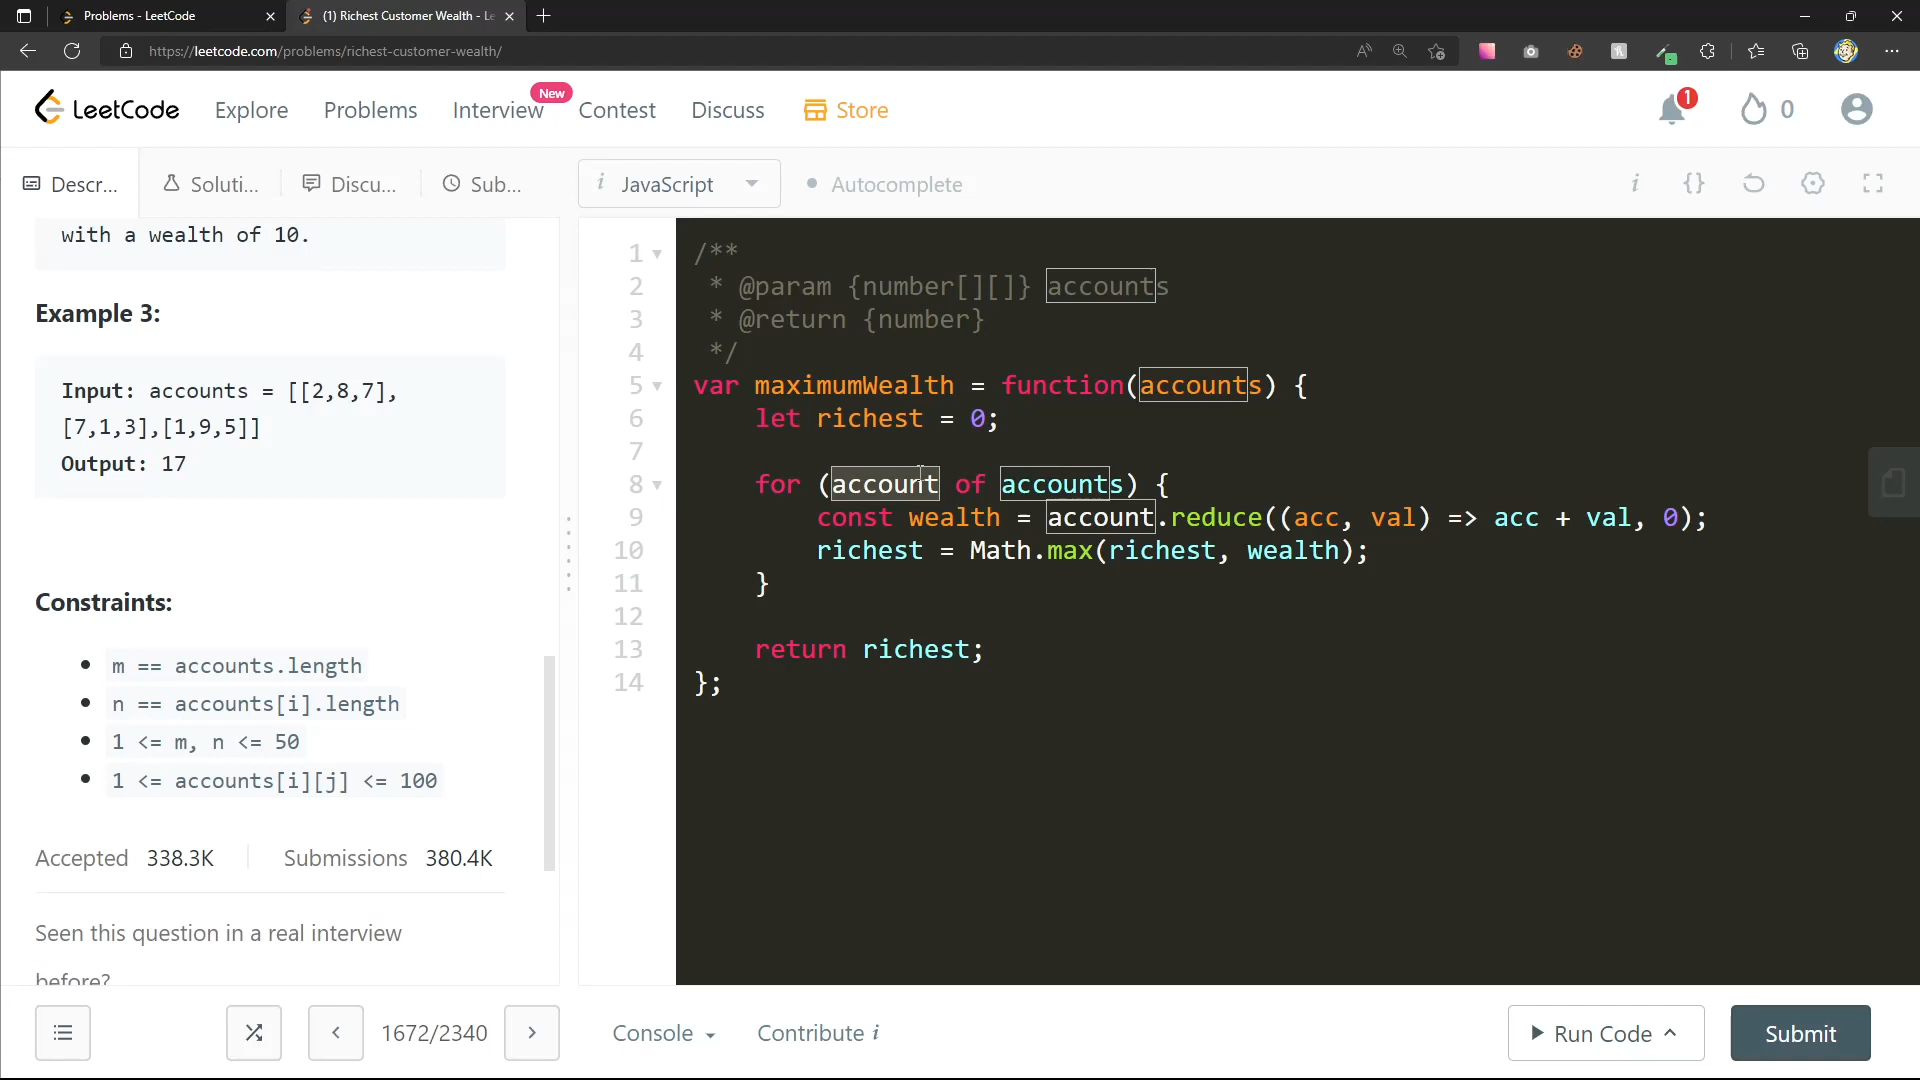 Problems - LeetCode
(1) Richest Customer Wealth - Le
https://leetcode.com/problems/richest-customer-wealth/
LeetCode
Explore
Problems
Interview
New
Contest
Discuss
Store
1
0
Descr...
Soluti...
Discu...
Sub...
i JavaScript
Autocomplete
i
{}
with a wealth of 10.
Example 3:
Input: accounts = [[2,8,7],
[7,1,3],[1,9,5]]
Output: 17
Constraints:
m == accounts.length
n == accounts[i].length
1 <= m, n <= 50
1 <= accounts[i][j] <= 100
Accepted 338.3K
Submissions 380.4K
Seen this question in a real interview
before?
1 /**
2 * @param {number[][]} accounts
3 * @return {number}
4 */
5 var maximumWealth = function(accounts) {
6 let richest = 0;
7
8 for (account of accounts) {
9 const wealth = account.reduce((acc, val) => acc + val, 0);
10 richest = Math.max(richest, wealth);
11 }
12
13 return richest;
14 };
1672/2340
Console
Contribute i
Run Code
Submit